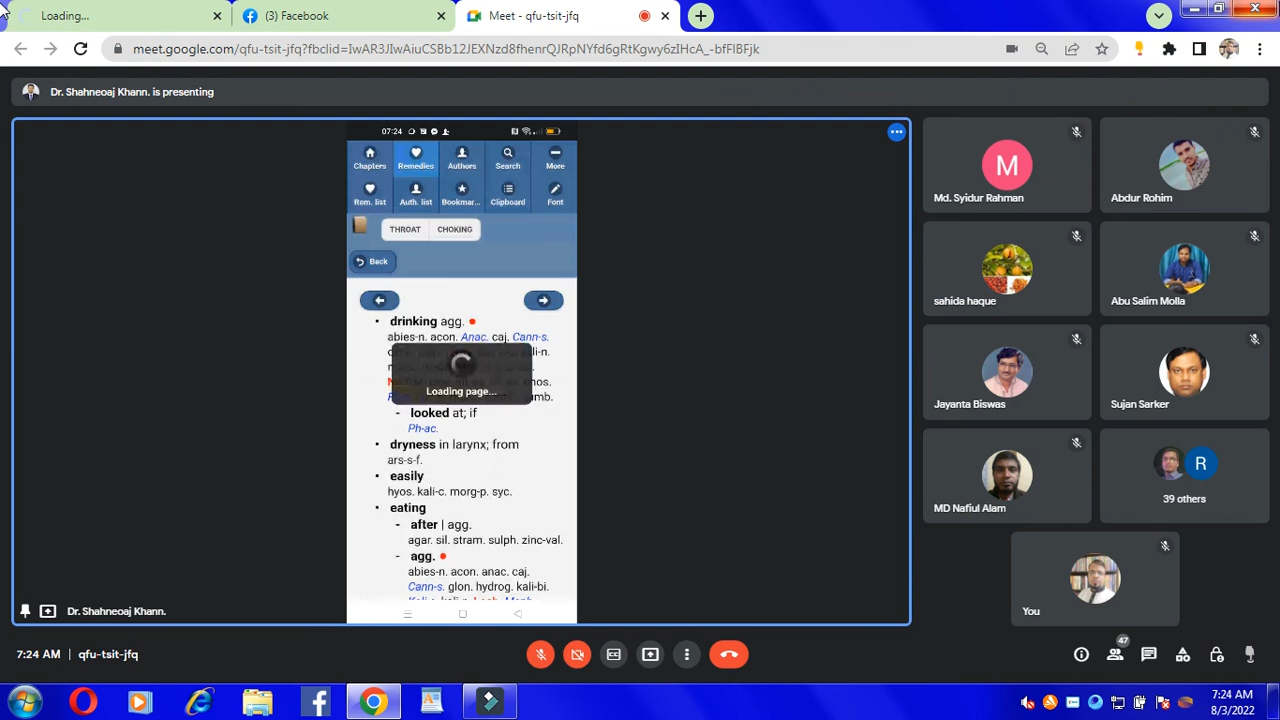 Loading...
(3) Facebook
Meet - qfu-tsit-jfq
meet.google.com/qfu-tsit-jfq?fbclid=IwAR3JIwAiuCSBb12JEXNzd8fhenrQJRpNYfd6gRtKgwy6zIHcA_-bfFIBFjk
Dr. Shahneoaj Khann. is presenting
07:24
Chapters Remedies Authors Search More
Rem. list Auth. list Bookmar... Clipboard Font
THROAT CHOKING
Back
drinking agg.
abies-n. acon. Anac. caj. Cann-s.
Loading page...
looked at; if
Ph-ac.
dryness in larynx; from
ars-s-f.
easily
hyos. kali-c. morg-p. syc.
eating
- after | agg.
agar. sil. stram. sulph. zinc-val.
- agg.
abies-n. acon. anac. caj.
Cann-s. glon. hydrog. kali-bi.
Dr. Shahneoaj Khann.
M
Md. Syidur Rahman
Abdur Rohim
sahida haque
Abu Salim Molla
Jayanta Biswas
Sujan Sarker
MD Nafiul Alam
R
39 others
You
7:24 AM | qfu-tsit-jfq
47
7:24 AM
8/3/2022